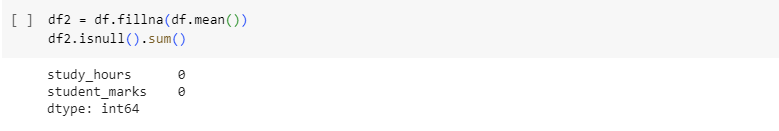 [ ] df2 = df.fillna(df.mean())
df2.isnull().sum()
study_hours 0
student_marks 0
dtype: int64